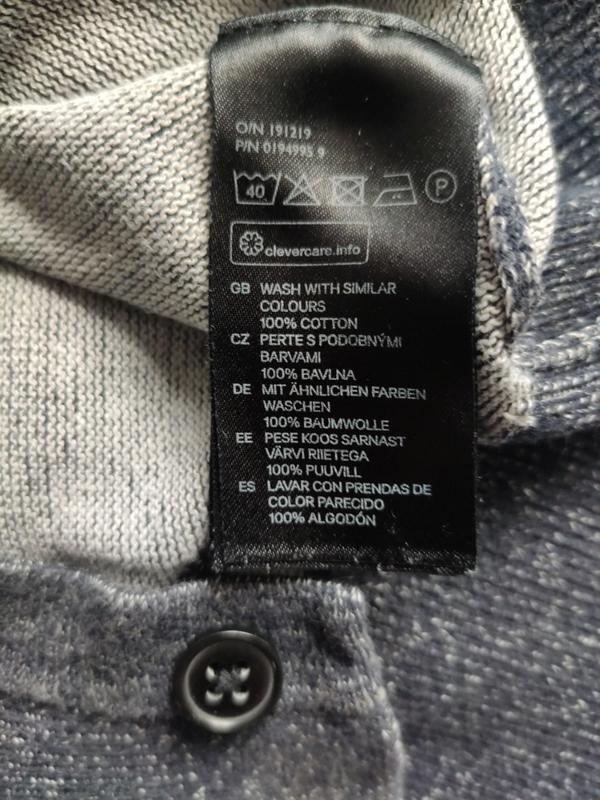 O/N 191219
P/N 0194995 9
40 P
clevercare.info
GB WASH WITH SIMILAR
COLOURS
100% COTTON
CZ PERTE S PODOBNÝMI
BARVAMI
100% BAVLNA
DE MIT ÄHNLICHEN FARBEN
WASCHEN
100% BAUMWOLLE
EE PESE KOOS SARNAST
VÄRVI RIIETEGA
100% PUUVILL
ES LAVAR CON PRENDAS DE
COLOR PARECIDO
100% ALGODÓN